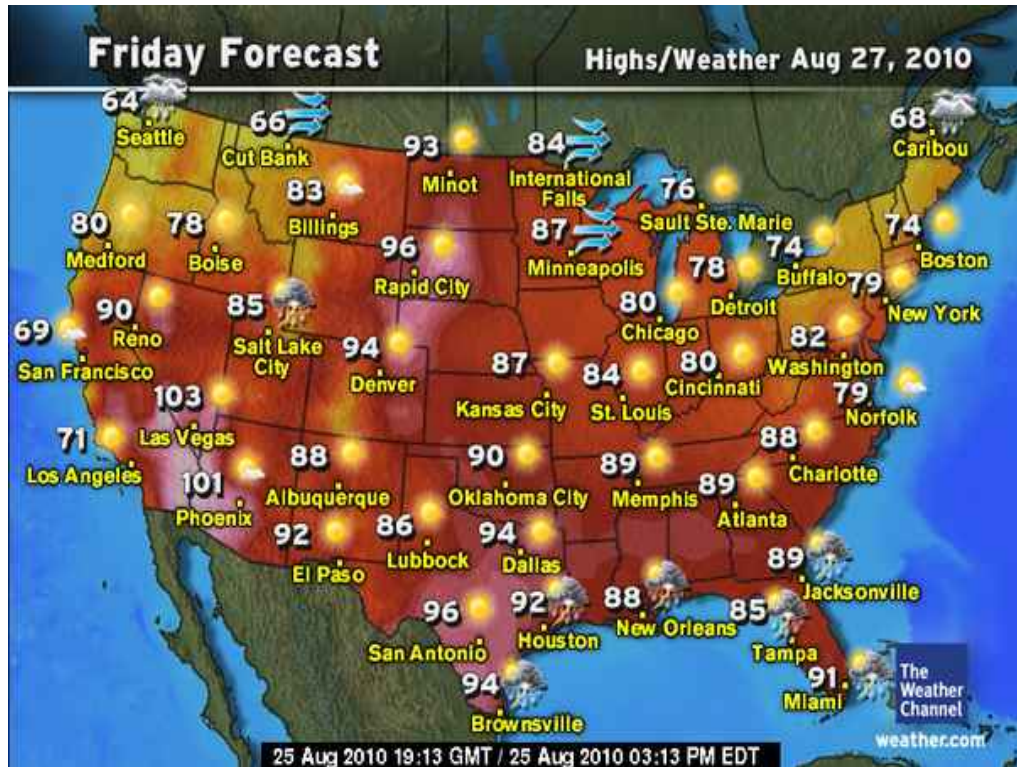 Friday Forecast
Highs/Weather Aug 27, 2010
64
Seattle
66
Cut Bank
93
Minot
84
International
Falls
68
Caribou
83
Billings
76
Sault Ste. Marie
80
Medford
78
Boise
96
Rapid City
87
Minneapolis
74
Buffalo
74
Boston
90
Reno
85
Salt Lake
City
78
Detroit
79
New York
69
San Francisco
94
Denver
80
Chicago
82
Washington
103
Las Vegas
87
Kansas City
84
St. Louis
80
Cincinnati
79
Norfolk
71
Los Angeles
101
Phoenix
88
Albuquerque
90
Oklahoma City
89
Memphis
88
Charlotte
89
Atlanta
92
El Paso
86
Lubbock
94
Dallas
89
Jacksonville
96
San Antonio
92
Houston
88
New Orleans
85
Tampa
94
Brownsville
91
Miami
The
Weather
Channel
weather.com
25 Aug 2010 19:13 GMT / 25 Aug 2010 03:13 PM EDT